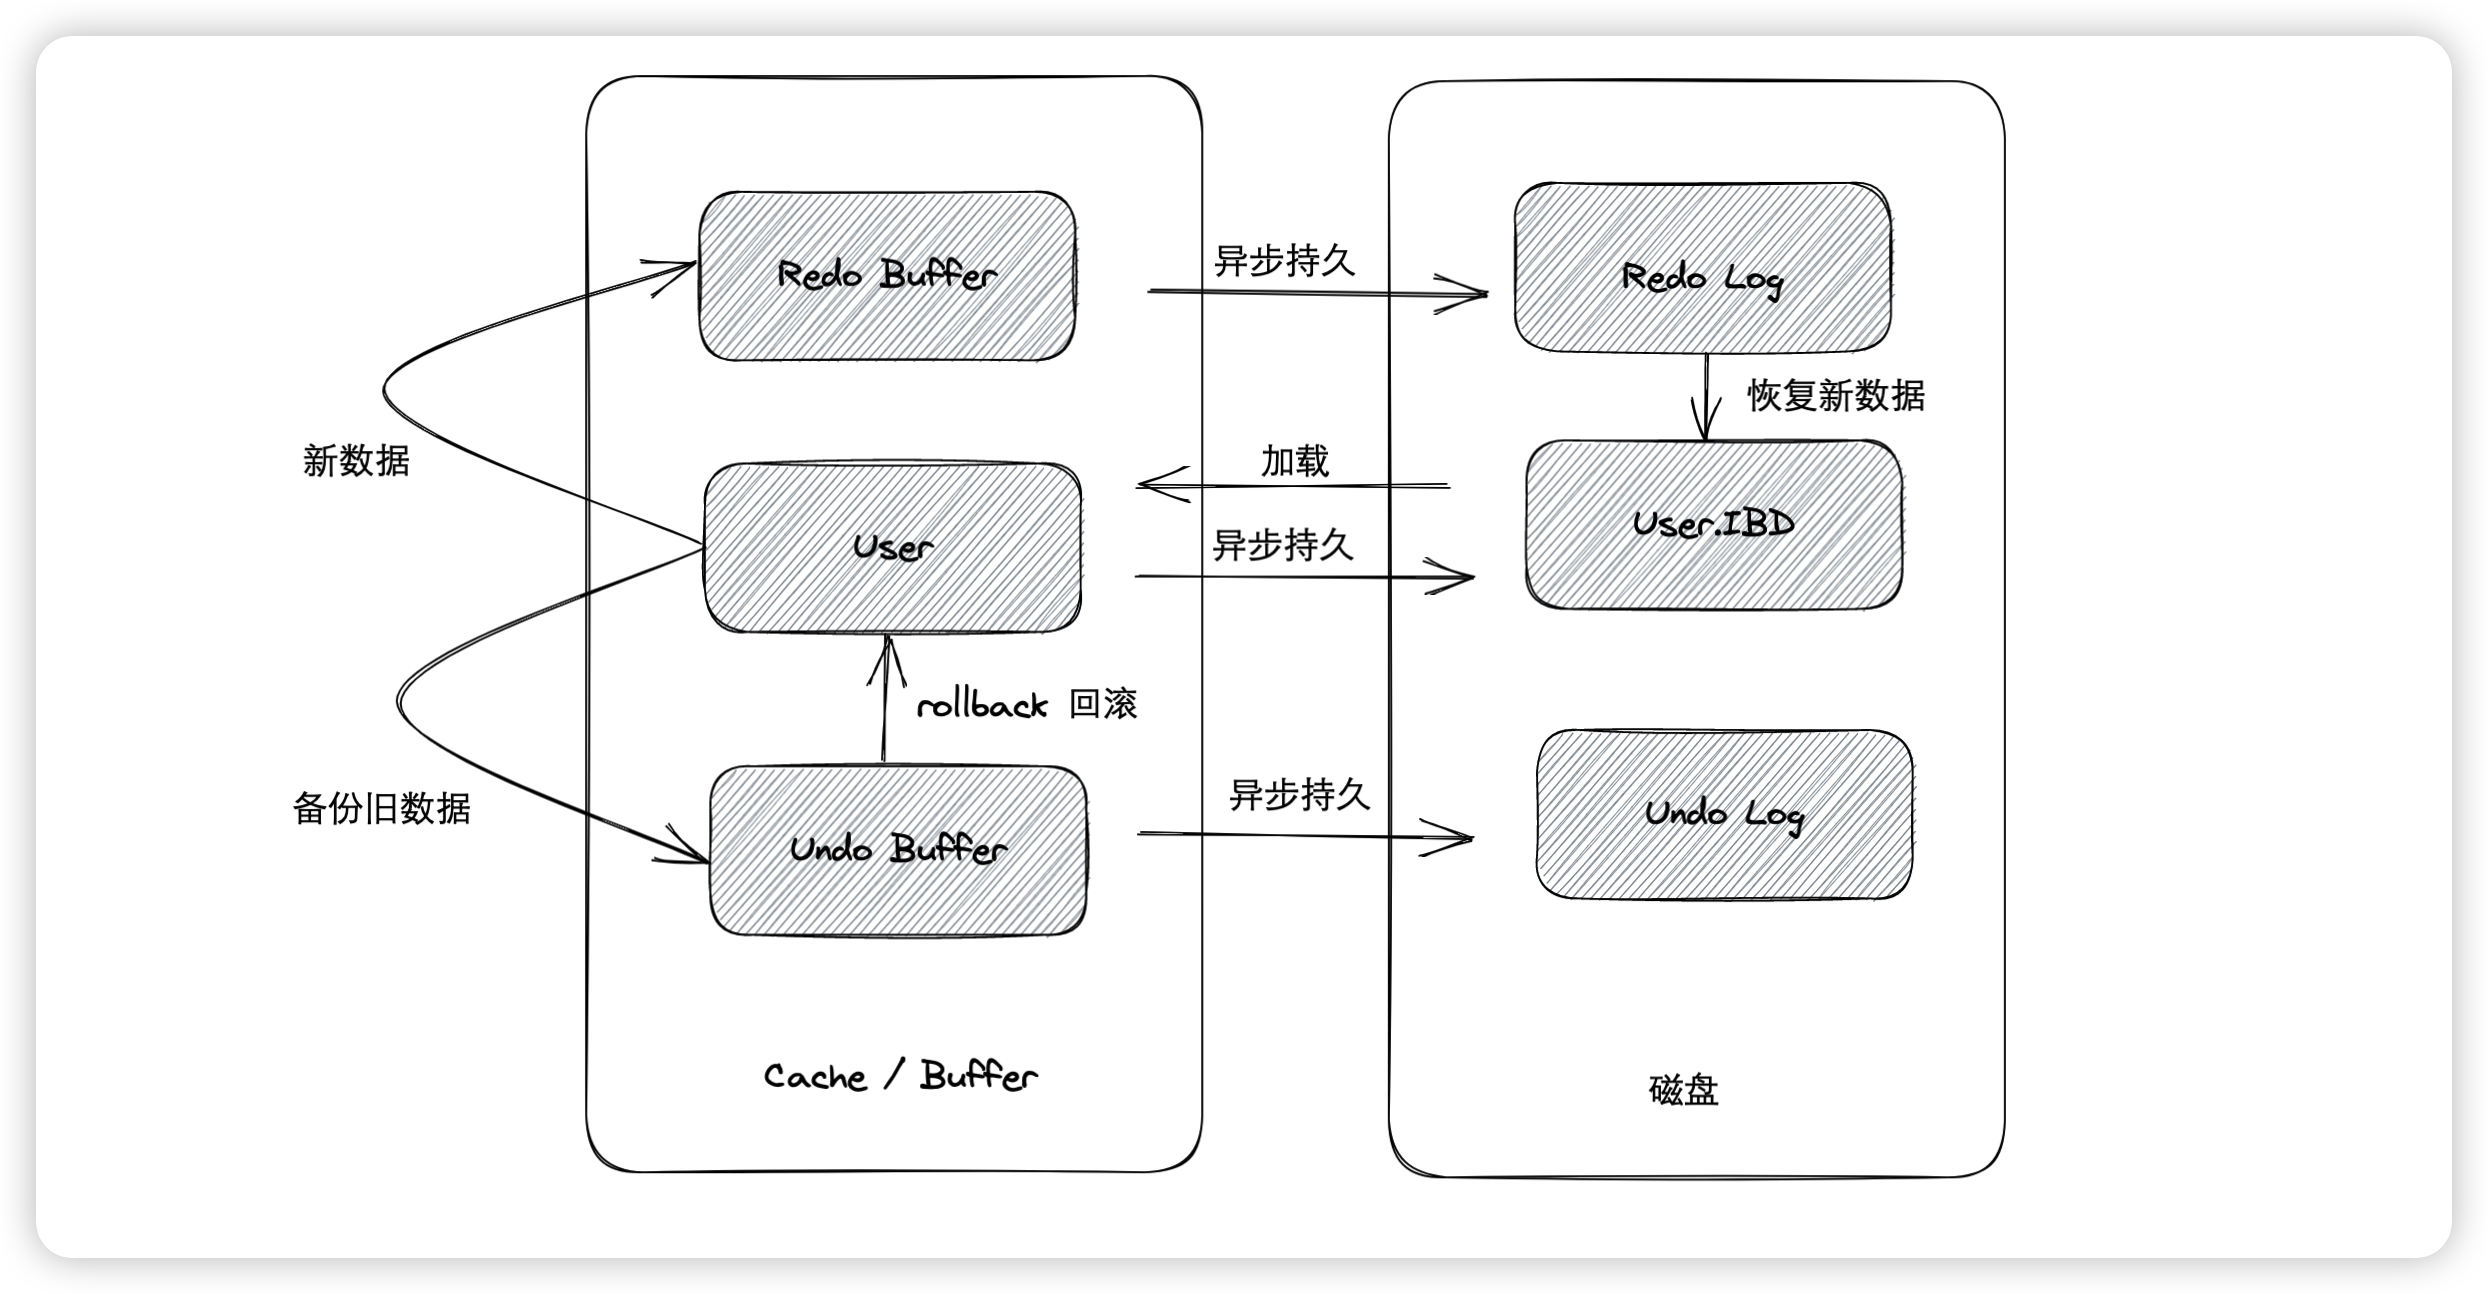 Redo Buffer
异步持久
Redo Log
恢复新数据
新数据
加载
User
异步持久
User.IBD
rollback 回滚
备份旧数据
Undo Buffer
异步持久
Undo Log
Cache / Buffer
磁盘